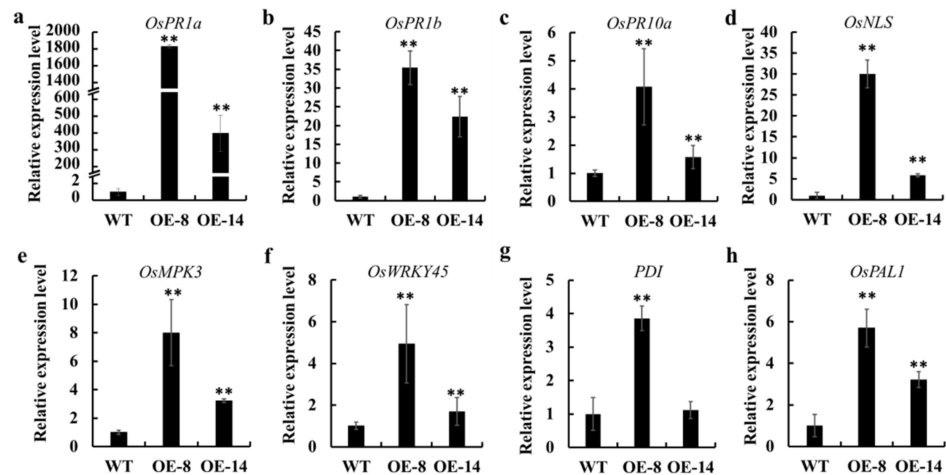 a
OsPR1a
Relative expression level
2000
1800
1600
1400
600
400
200
2
0
**
**
WT OE-8 OE-14
b
OsPR1b
Relative expression level
45
40
35
30
25
20
15
10
5
0
**
**
WT OE-8 OE-14
c
OsPR10a
Relative expression level
6
5
4
3
2
1
0
**
**
WT OE-8 OE-14
d
OsNLS
Relative expression level
40
35
30
25
20
15
10
5
0
**
**
WT OE-8 OE-14
e
OsMPK3
Relative expression level
12
10
8
6
4
2
0
**
**
WT OE-8 OE-14
f
OsWRKY45
Relative expression level
8
6
4
2
0
**
**
WT OE-8 OE-14
g
PDI
Relative expression level
5
4
3
2
1
0
**
WT OE-8 OE-14
h
OsPAL1
Relative expression level
8
6
4
2
0
**
**
WT OE-8 OE-14